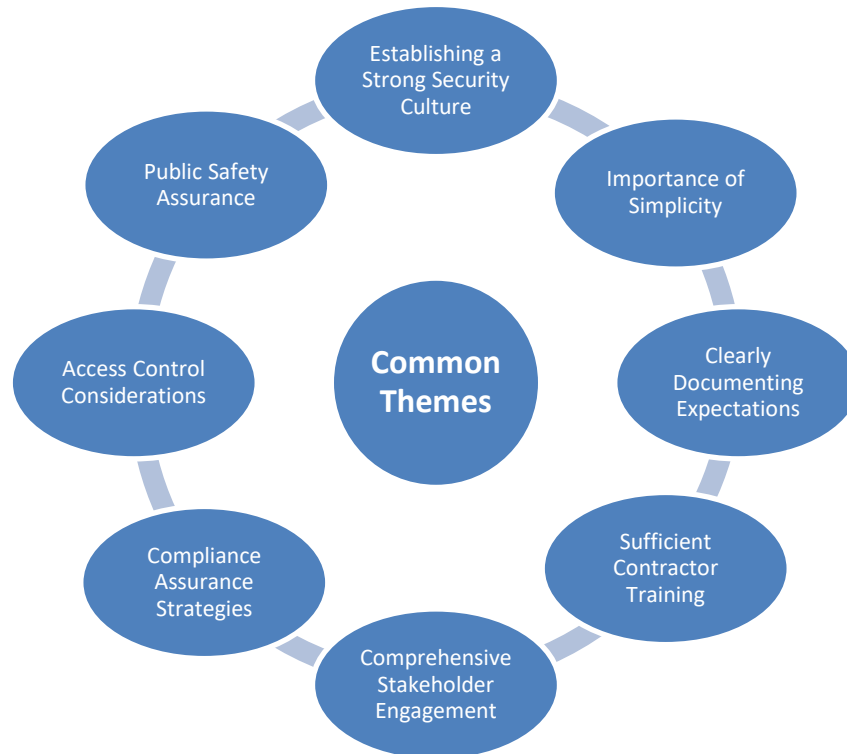 Establishing a
Strong Security
Culture
Importance of
Simplicity
Clearly
Documenting
Expectations
Sufficient
Contractor
Training
Comprehensive
Stakeholder
Engagement
Compliance
Assurance
Strategies
Access Control
Considerations
Public Safety
Assurance
Common
Themes